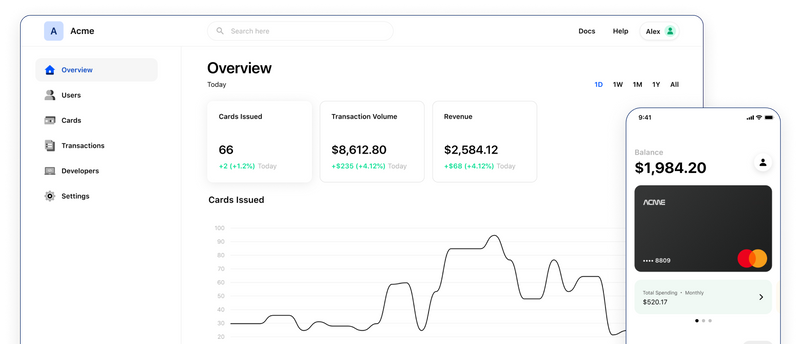 A Acme
Search here
Docs Help Alex
Overview
Users
Cards
Transactions
Developers
Settings
Overview
Today
1D 1W 1M 1Y All
Cards Issued
66
+2 (+1.2%) Today
Transaction Volume
$8,612.80
+$235 (+4.12%) Today
Revenue
$2,584.12
+$68 (+4.12%) Today
Cards Issued
100
90
80
70
60
50
40
30
20
9:41
Balance
$1,984.20
ACME
•••• 8809
Total Spending • Monthly
$520.17